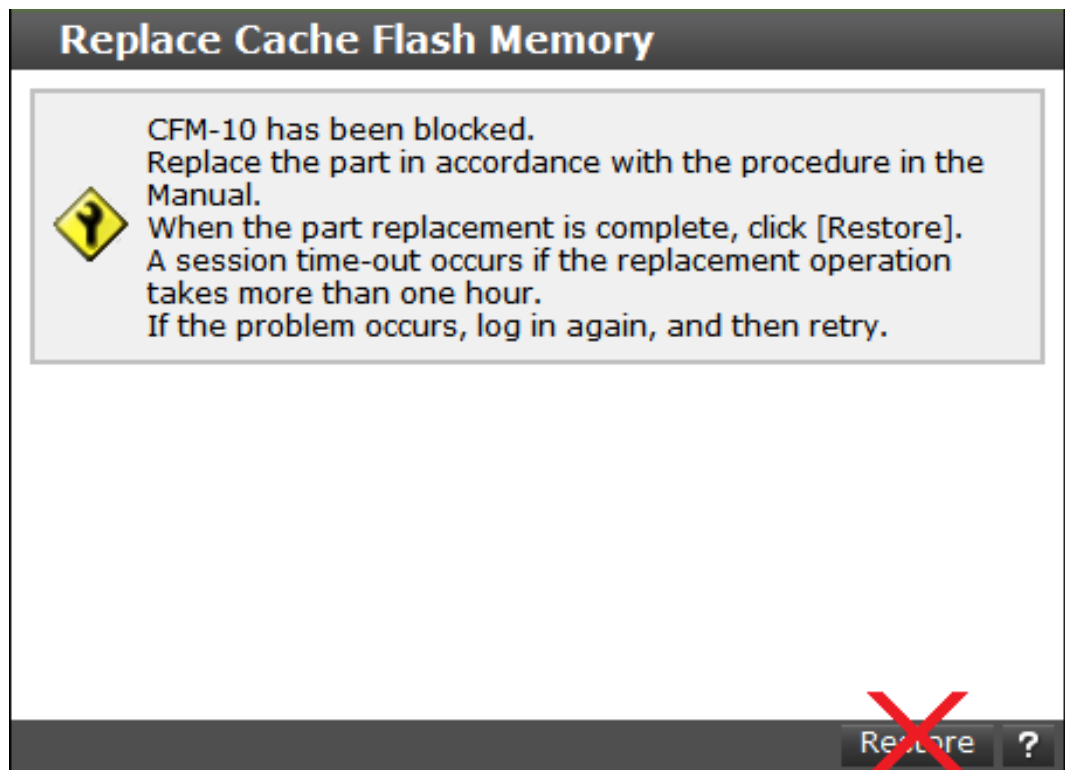 Replace Cache Flash Memory
CFM-10 has been blocked.
Replace the part in accordance with the procedure in the
Manual.
When the part replacement is complete, click [Restore].
A session time-out occurs if the replacement operation
takes more than one hour.
If the problem occurs, log in again, and then retry.
Restore ?